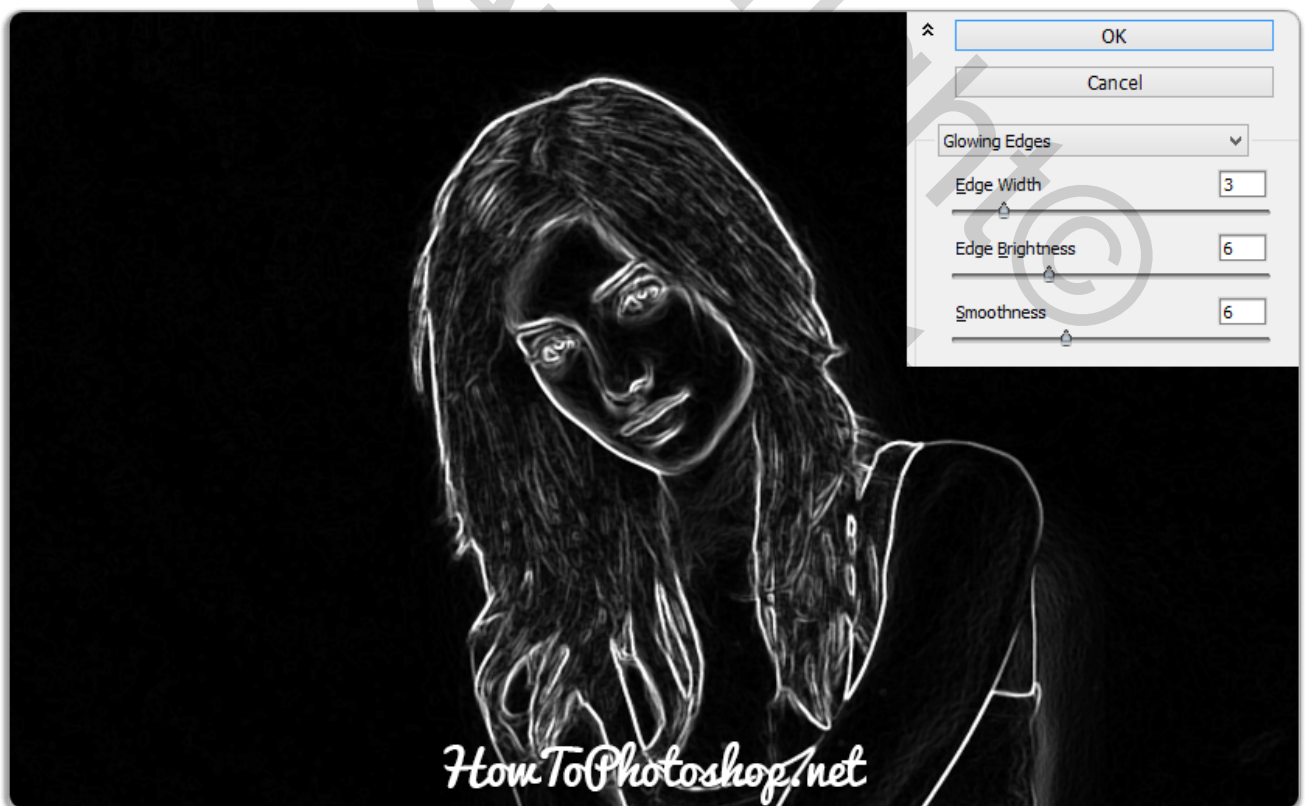 OK
Cancel
Glowing Edges
Edge Width 3
Edge Brightness 6
Smoothness 6
HowToPhotoshop.net